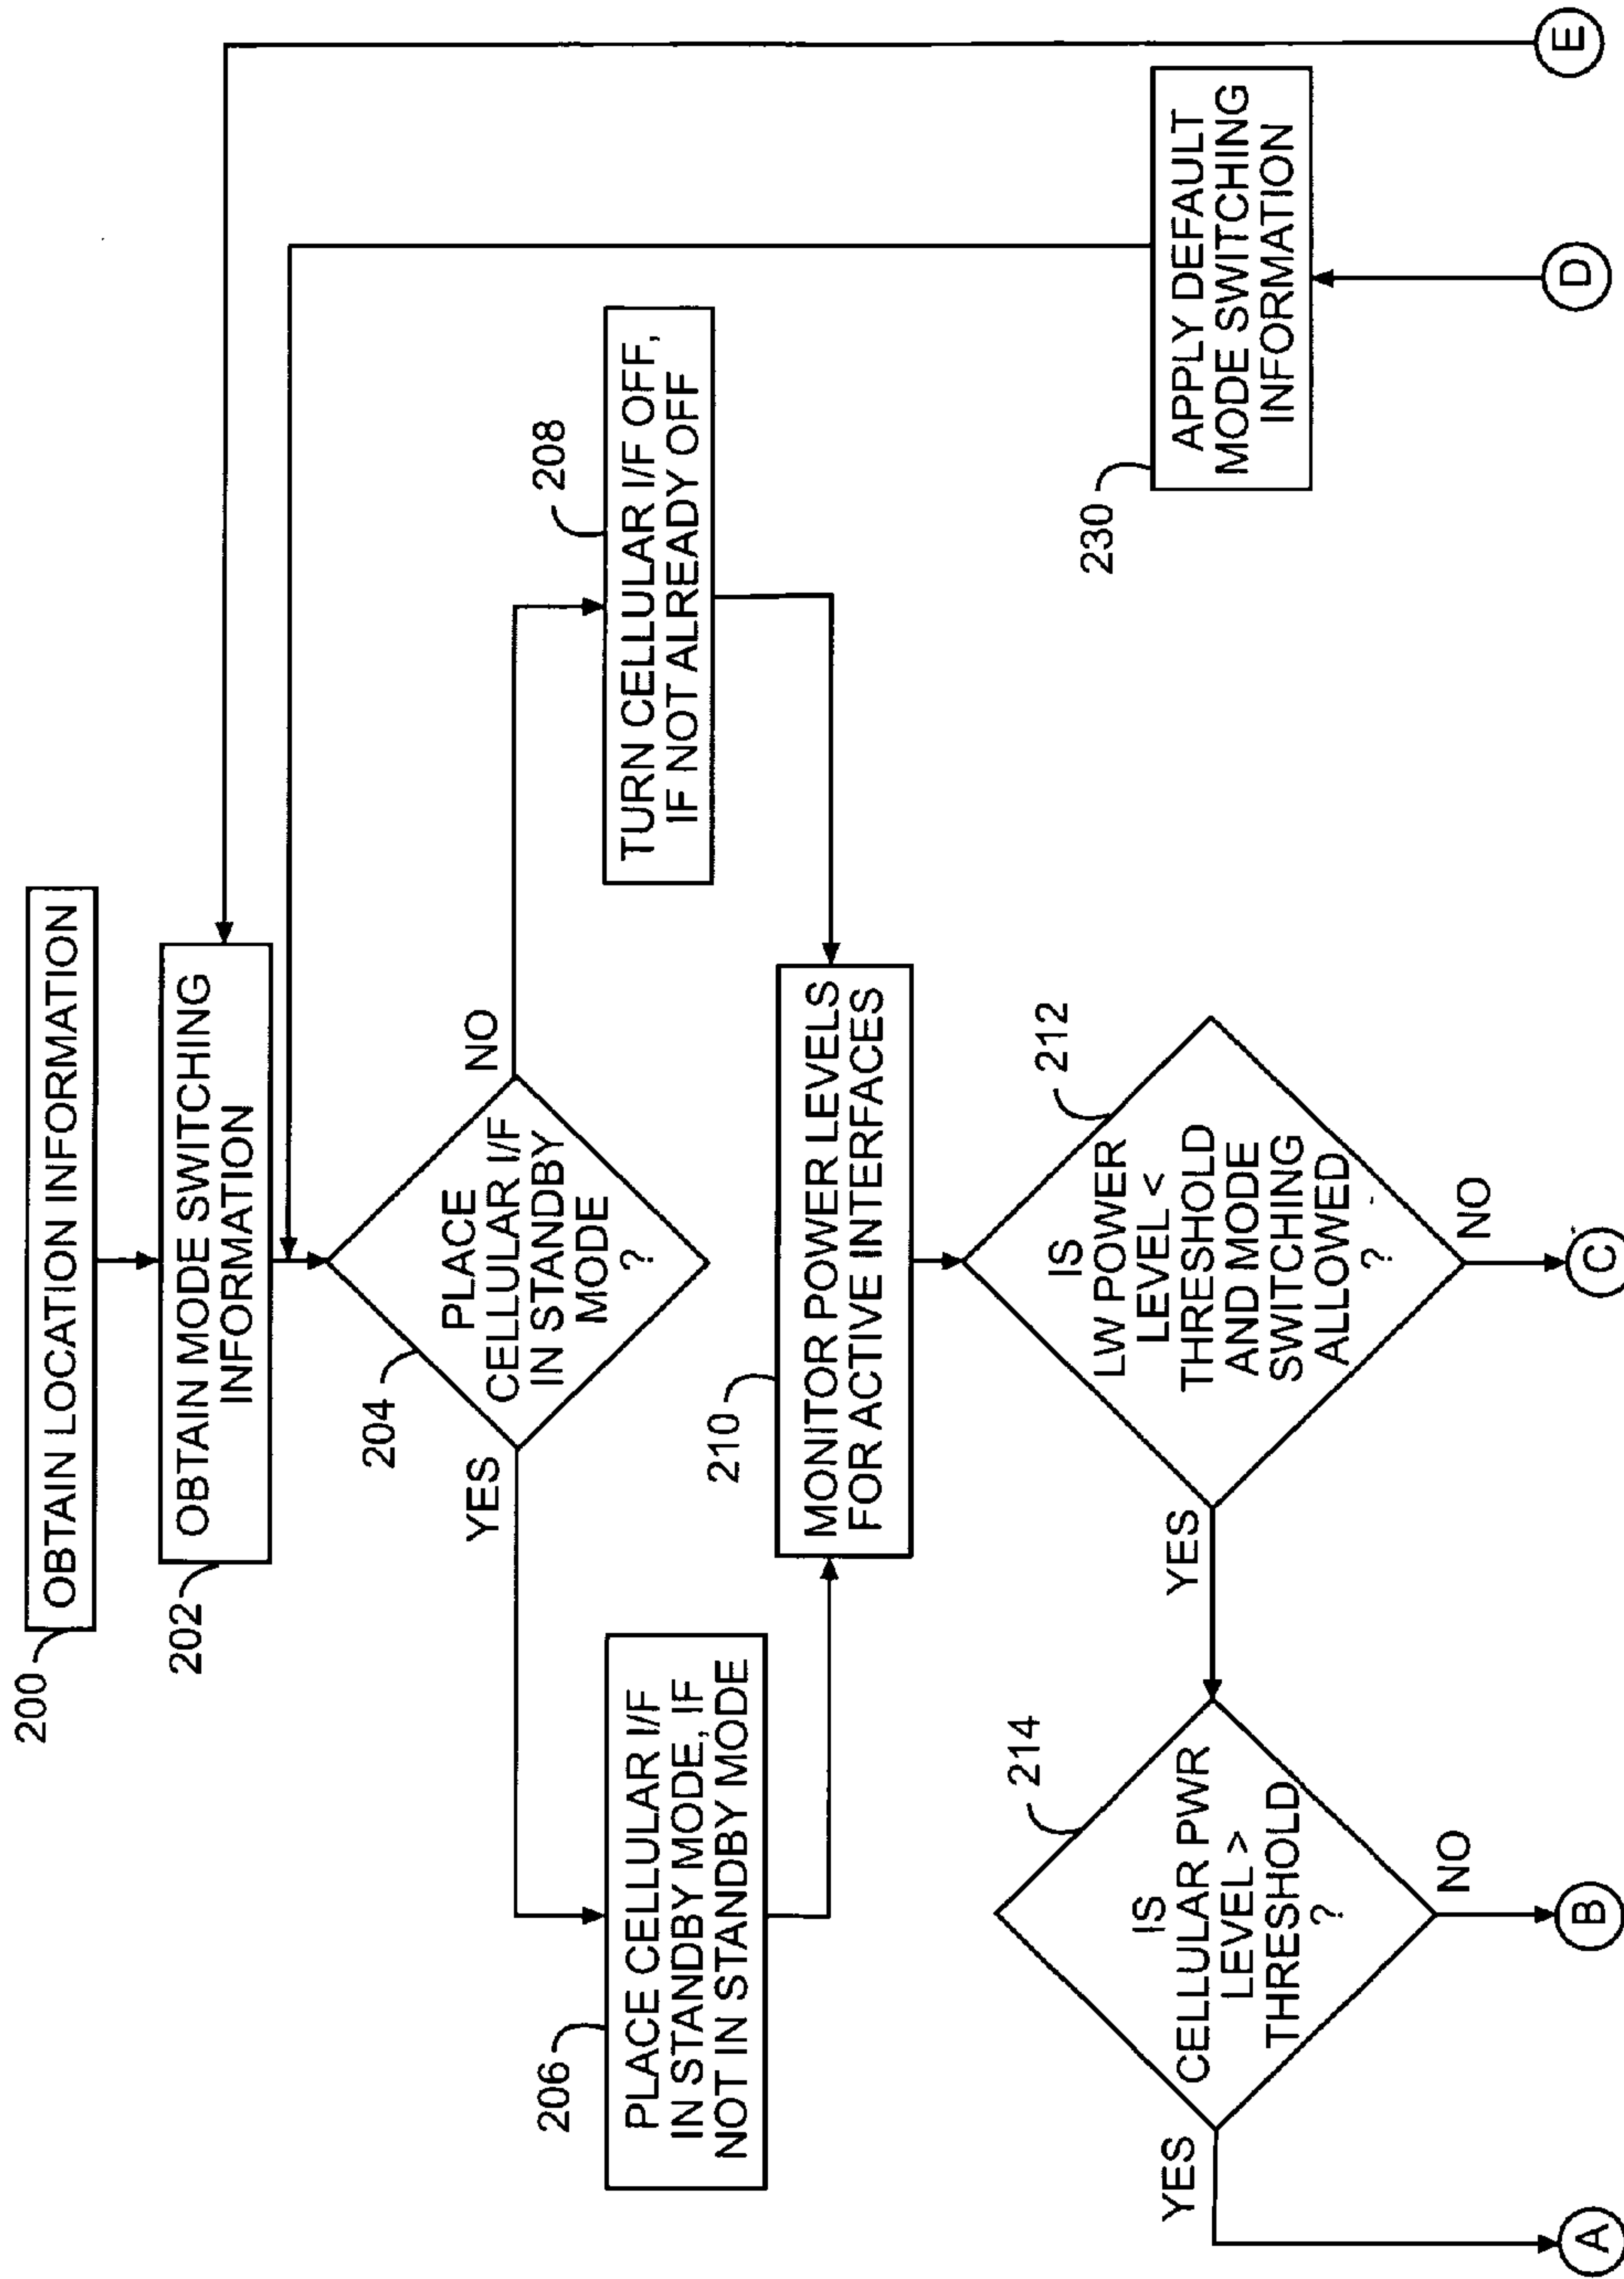 200
OBTAIN LOCATION INFORMATION
202
OBTAIN MODE SWITCHING
INFORMATION
204
PLACE
CELLULAR I/F
IN STANDBY
MODE
?
YES
NO
206
PLACE CELLULAR I/F
IN STANDBY MODE, IF
NOT IN STANDBY MODE
208
TURN CELLULAR I/F OFF,
IF NOT ALREADY OFF
210
MONITOR POWER LEVELS
FOR ACTIVE INTERFACES
212
IS
LW POWER
LEVEL <
THRESHOLD
AND MODE
SWITCHING
ALLOWED
?
YES
NO
214
IS
CELLULAR PWR
LEVEL >
THRESHOLD
?
YES
NO
230
APPLY DEFAULT
MODE SWITCHING
INFORMATION
A
B
C
D
E